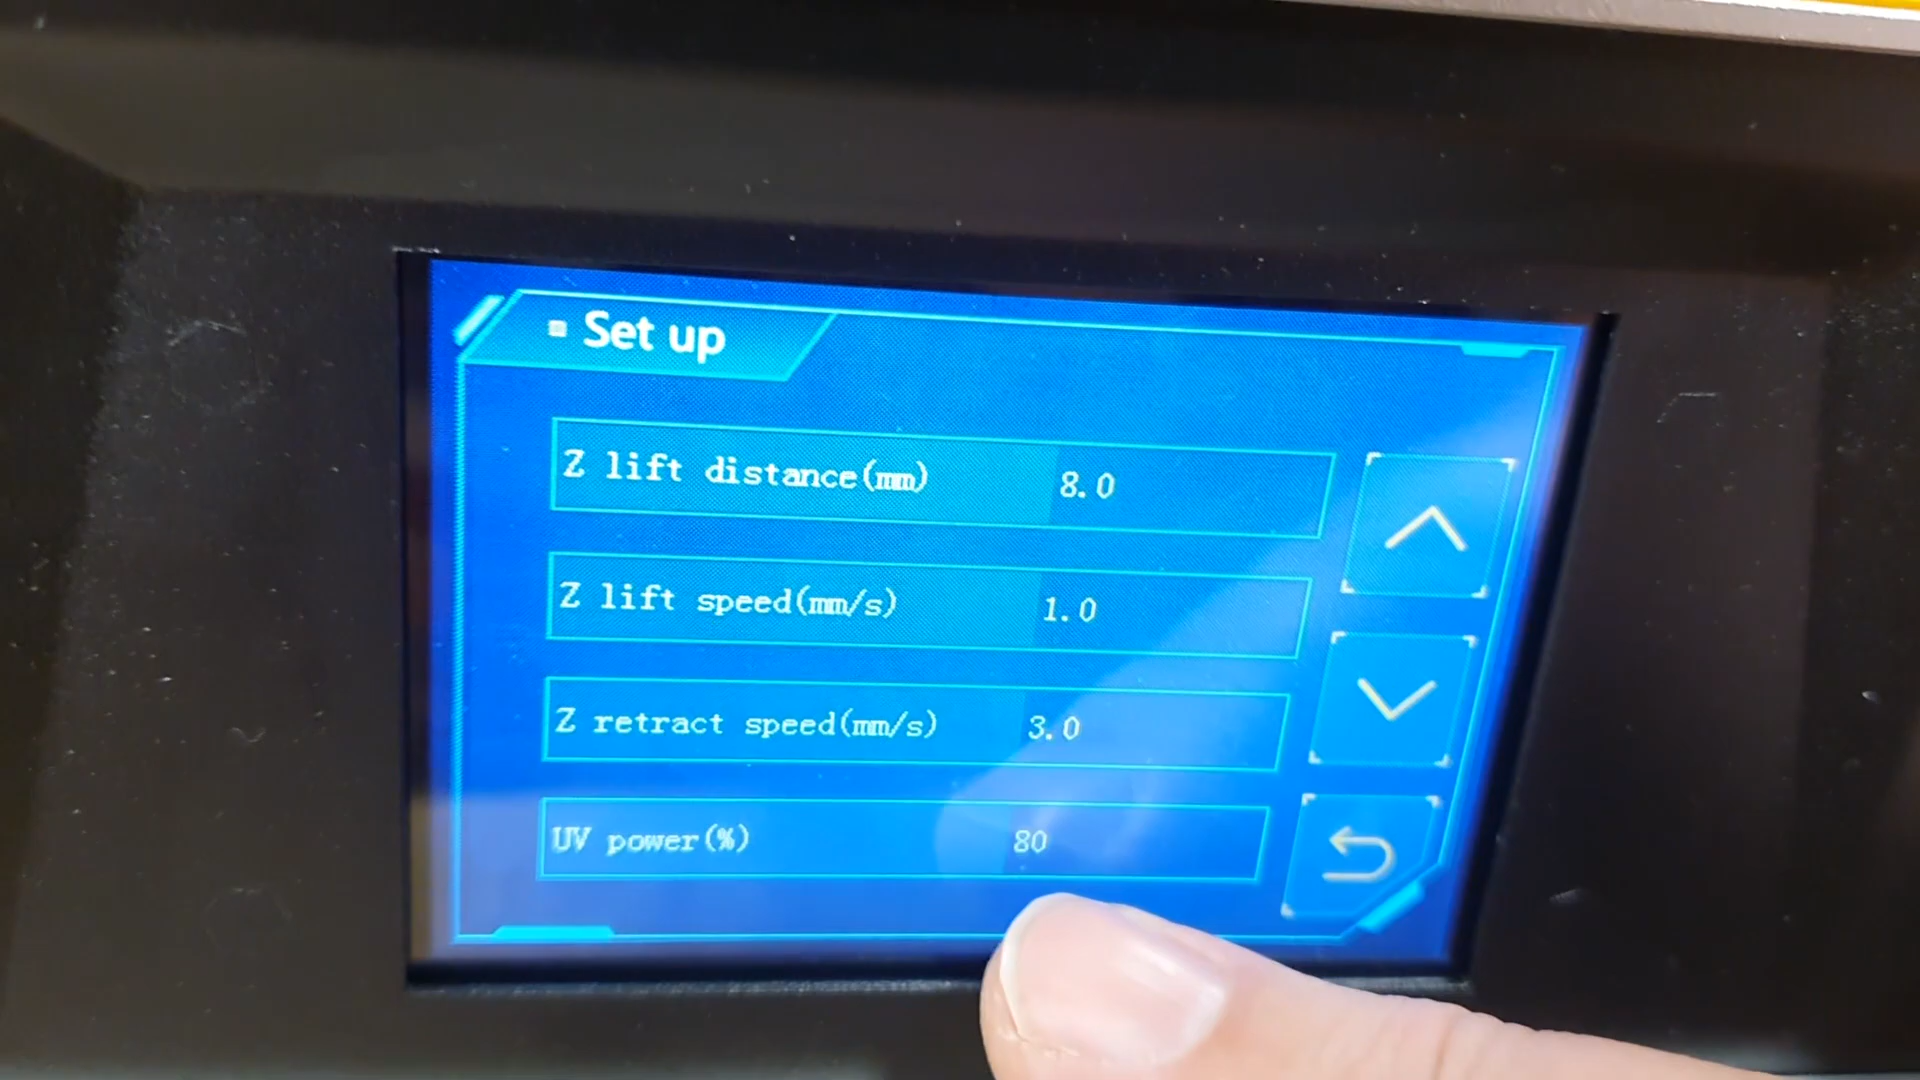 Set up
Z lift distance(mm) 8.0
Z lift speed(mm/s) 1.0
Z retract speed(mm/s) 3.0
UV power(%) 80